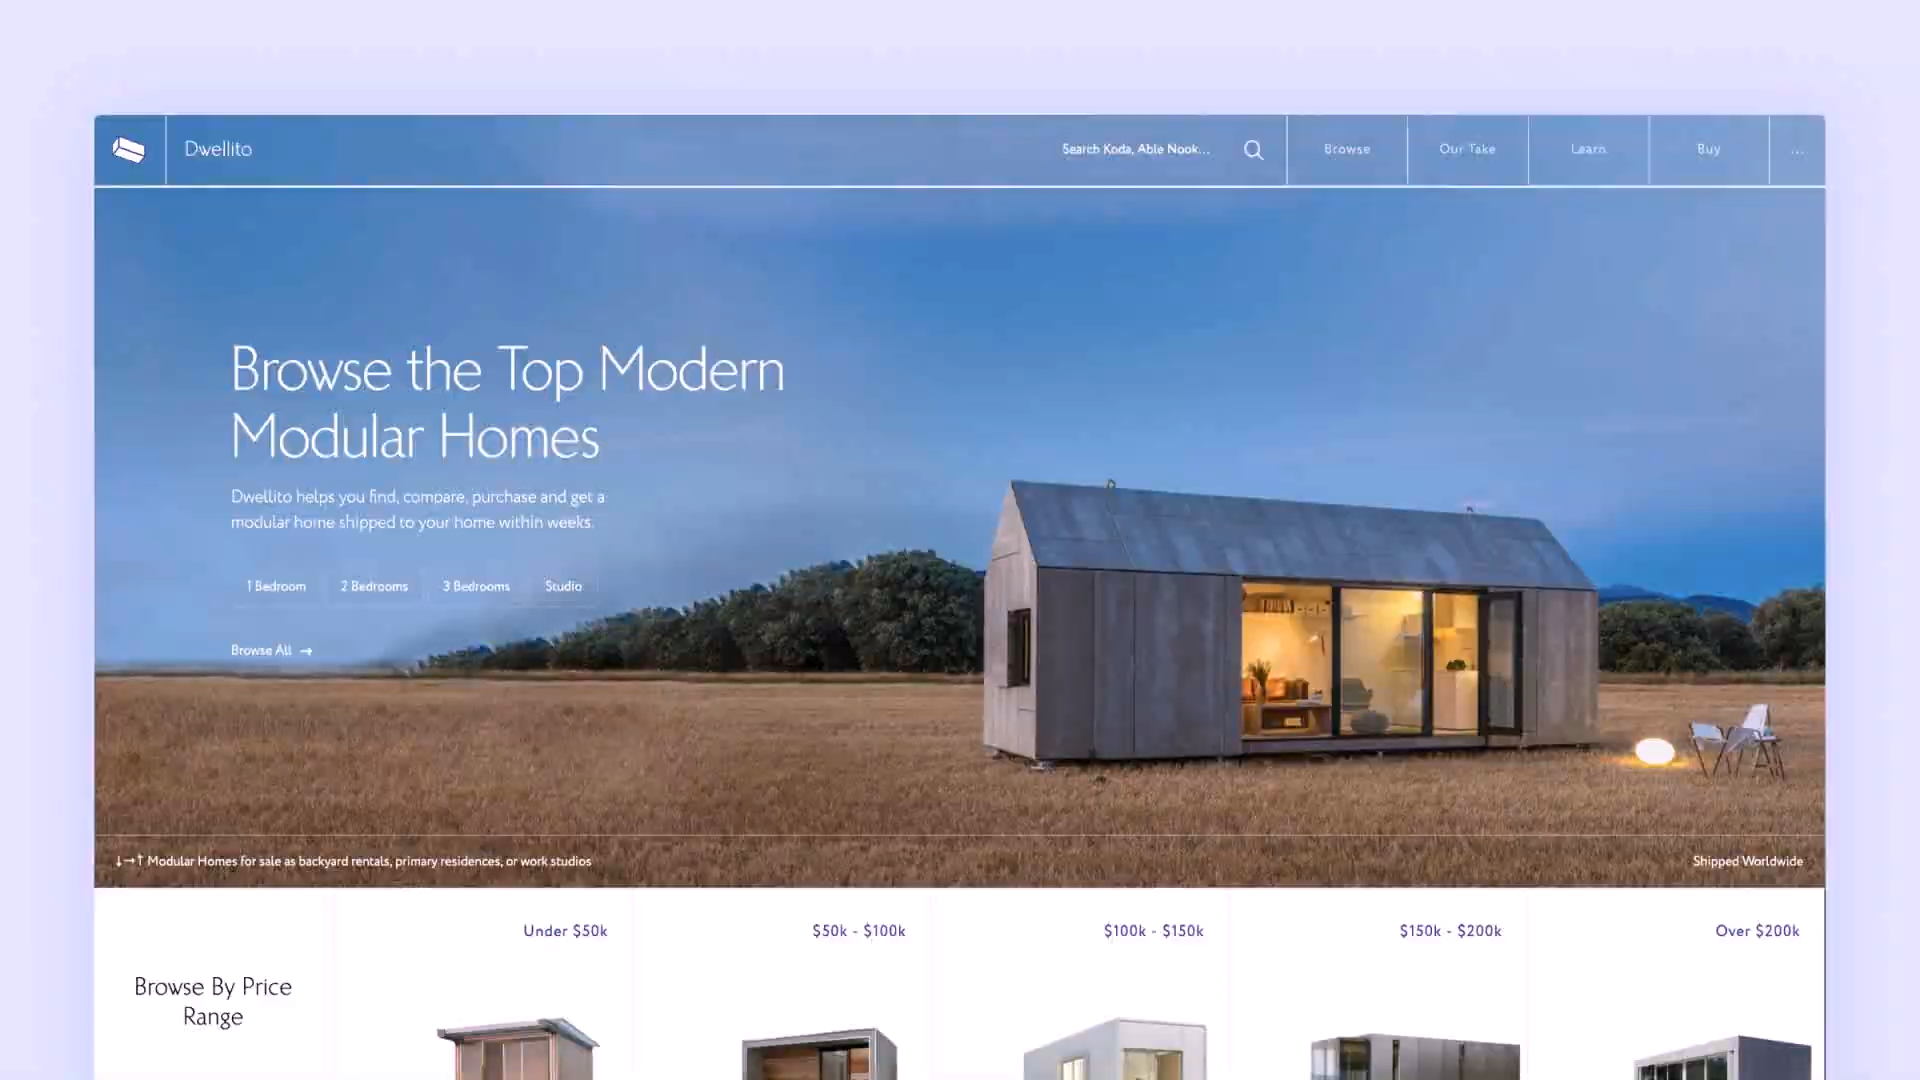 Dwellito
Search Koda, Able Nook...
Browse
Our Take
Learn
Buy
...
Browse the Top Modern
Modular Homes
Dwellito helps you find, compare, purchase and get a
modular home shipped to your home within weeks.
1 Bedroom
2 Bedrooms
3 Bedrooms
Studio
Browse All →
↓→↑ Modular Homes for sale as backyard rentals, primary residences, or work studios
Shipped Worldwide
Browse By Price
Range
Under $50k
$50k - $100k
$100k - $150k
$150k - $200k
Over $200k